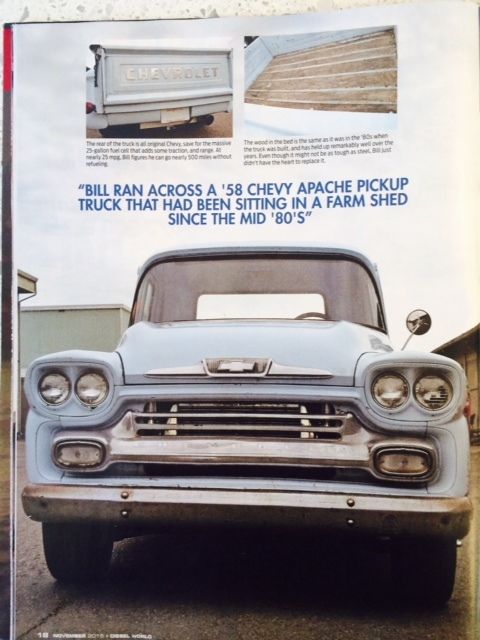 CHEVROLET
The rear of the truck is all original Chevy, save for the massive
25-gallon fuel cell that adds some traction, and range. At
nearly 25 mpg, Bill figures he can go nearly 500 miles without
refueling.
The wood in the bed is the same as it was in the '80s when
the truck was built, and has held up remarkably well over the
years. Even though it might not be as tough as steel, Bill just
didn't have the heart to replace it.
“BILL RAN ACROSS A '58 CHEVY APACHE PICKUP
TRUCK THAT HAD BEEN SITTING IN A FARM SHED
SINCE THE MID '80'S”
18 NOVEMBER 2015 • DIESEL WORLD